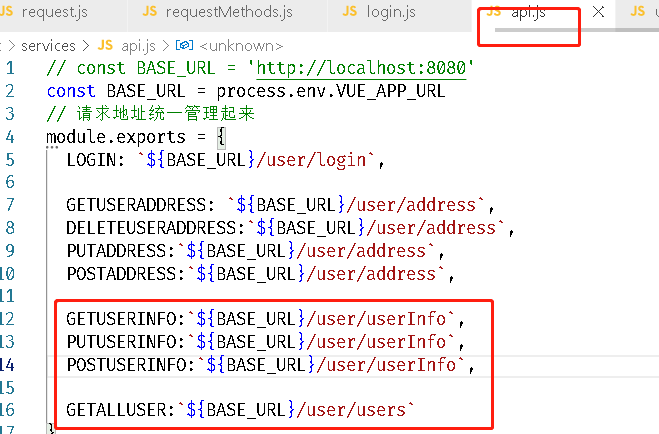 request.js JS requestMethods.js JS login.js JS api.js
services > JS api.js > <unknown>
1 // const BASE_URL = 'http://localhost:8080'
2 const BASE_URL = process.env.VUE_APP_URL
3 // 请求地址统一管理起来
4 module.exports = {
5 LOGIN: `${BASE_URL}/user/login`,
6
7 GETUSERADDRESS: `${BASE_URL}/user/address`,
8 DELETEUSERADDRESS:`${BASE_URL}/user/address`,
9 PUTADDRESS:`${BASE_URL}/user/address`,
10 POSTADDRESS:`${BASE_URL}/user/address`,
11
12 GETUSERINFO:`${BASE_URL}/user/userInfo`,
13 PUTUSERINFO:`${BASE_URL}/user/userInfo`,
14 POSTUSERINFO:`${BASE_URL}/user/userInfo`,
15
16 GETALLUSER:`${BASE_URL}/user/users`
17 }